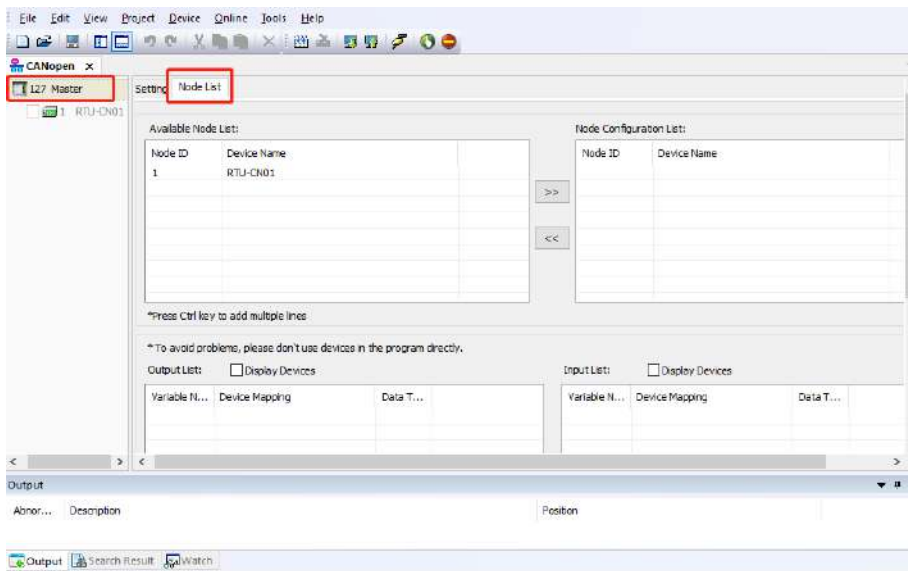 File Edit View Project Device Online Tools Help
CANopen x
127 Master
1 RTU-CN01
Setting Node List
Available Node List:
Node Configuration List:
Node ID Device Name
1 RTU-CN01
Node ID Device Name
>>
<<
*Press Ctrl key to add multiple lines
* To avoid problems, please don't use devices in the program directly.
Output List: Display Devices
Input List: Display Devices
Variable N... Device Mapping Data T...
Variable N... Device Mapping Data T...
Output
Abnor... Description Position
Output Search Result Watch